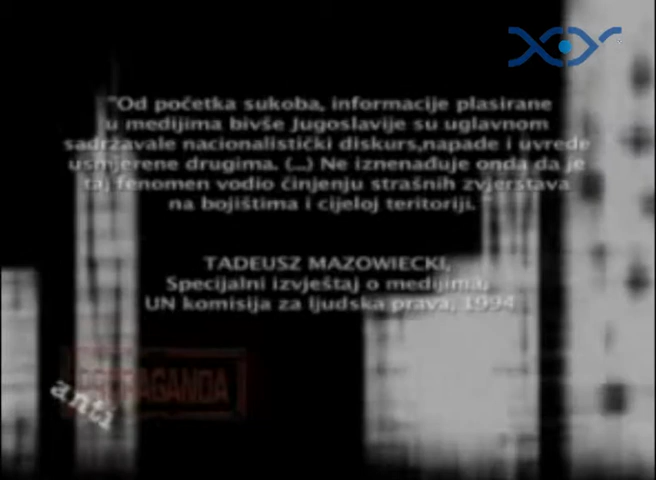 "Od početka sukoba, informacije plasirane
u medijima bivše Jugoslavije su uglavnom
sadržavale nacionalistički diskurs,napade i uvrede
usmjerene drugima. (...) Ne iznenađuje onda da je
taj fenomen vodio činjenju strašnih zvjerstava
na bojištima i cijeloj teritoriji."
TADEUSZ MAZOWIECKI,
Specijalni izvještaj o medijima,
UN komisija za ljudska prava, 1994
anti
PROPAGANDA